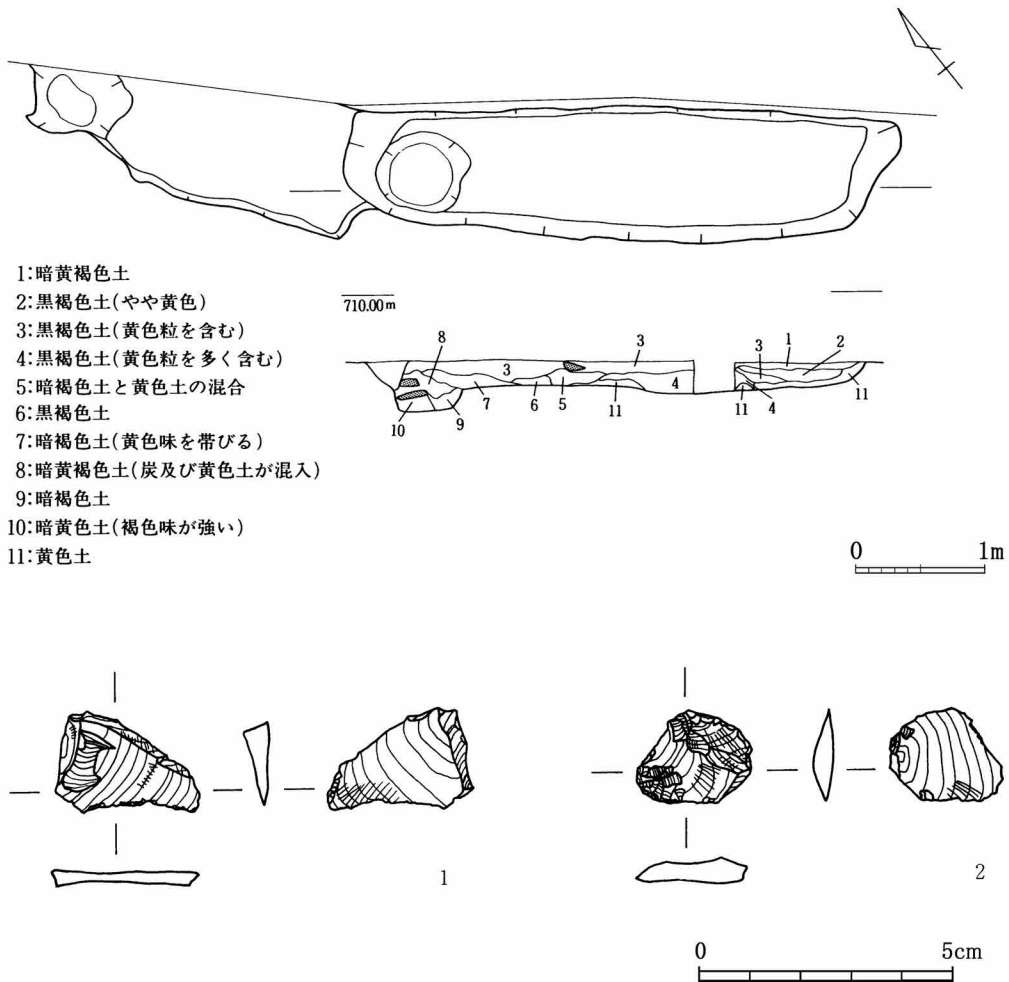 1:暗黄褐色土
2:黒褐色土(やや黄色)
3:黒褐色土(黄色粒を含む)
4:黒褐色土(黄色粒を多く含む)
5:暗褐色土と黄色土の混合
6:黒褐色土
7:暗褐色土(黄色味を帯びる)
8:暗黄褐色土(炭及び黄色土が混入)
9:暗褐色土
10:暗黄色土(褐色味が強い)
11:黄色土
710.00m
8 3 3 1 2
3 4
10 9 7 6 5 11 11 4 11
0 1m
1 2
0 5cm